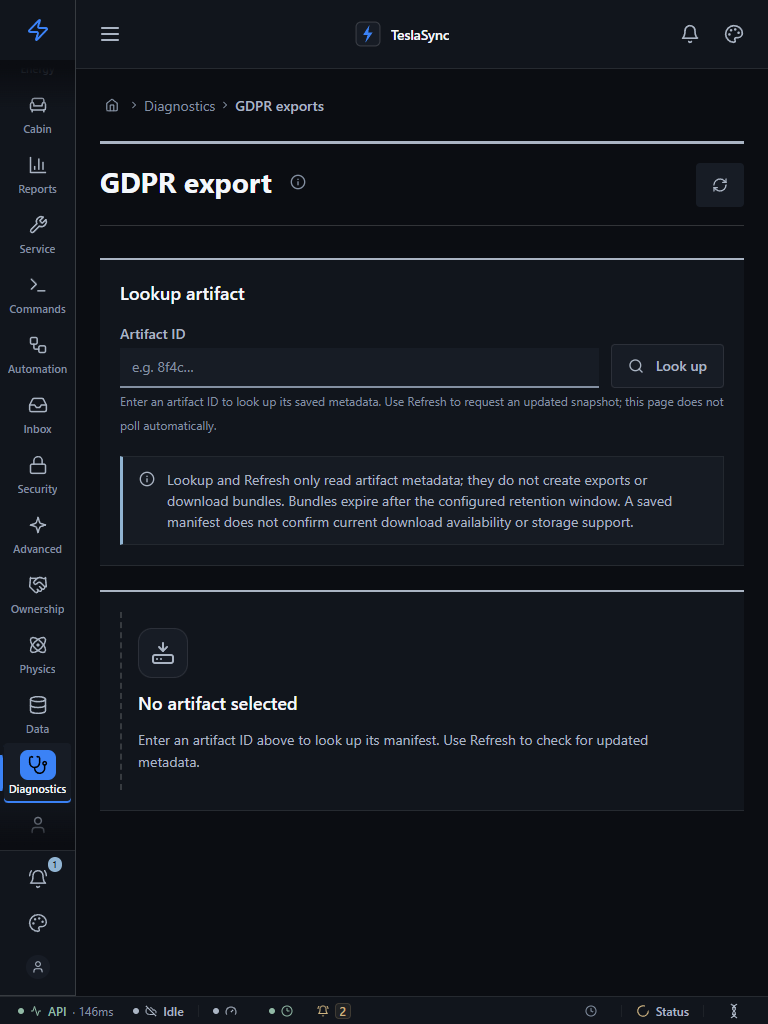 TeslaSync
Cabin
Reports
Service
Commands
Automation
Inbox
Security
Advanced
Ownership
Physics
Data
Diagnostics
1
Diagnostics
GDPR exports
GDPR export
Lookup artifact
Artifact ID
e.g. 8f4c...
Look up
Enter an artifact ID to look up its saved metadata. Use Refresh to request an updated snapshot; this page does not
poll automatically.
Lookup and Refresh only read artifact metadata; they do not create exports or
download bundles. Bundles expire after the configured retention window. A saved
manifest does not confirm current download availability or storage support.
No artifact selected
Enter an artifact ID above to look up its manifest. Use Refresh to check for updated
metadata.
API · 146ms
Idle
2
Status